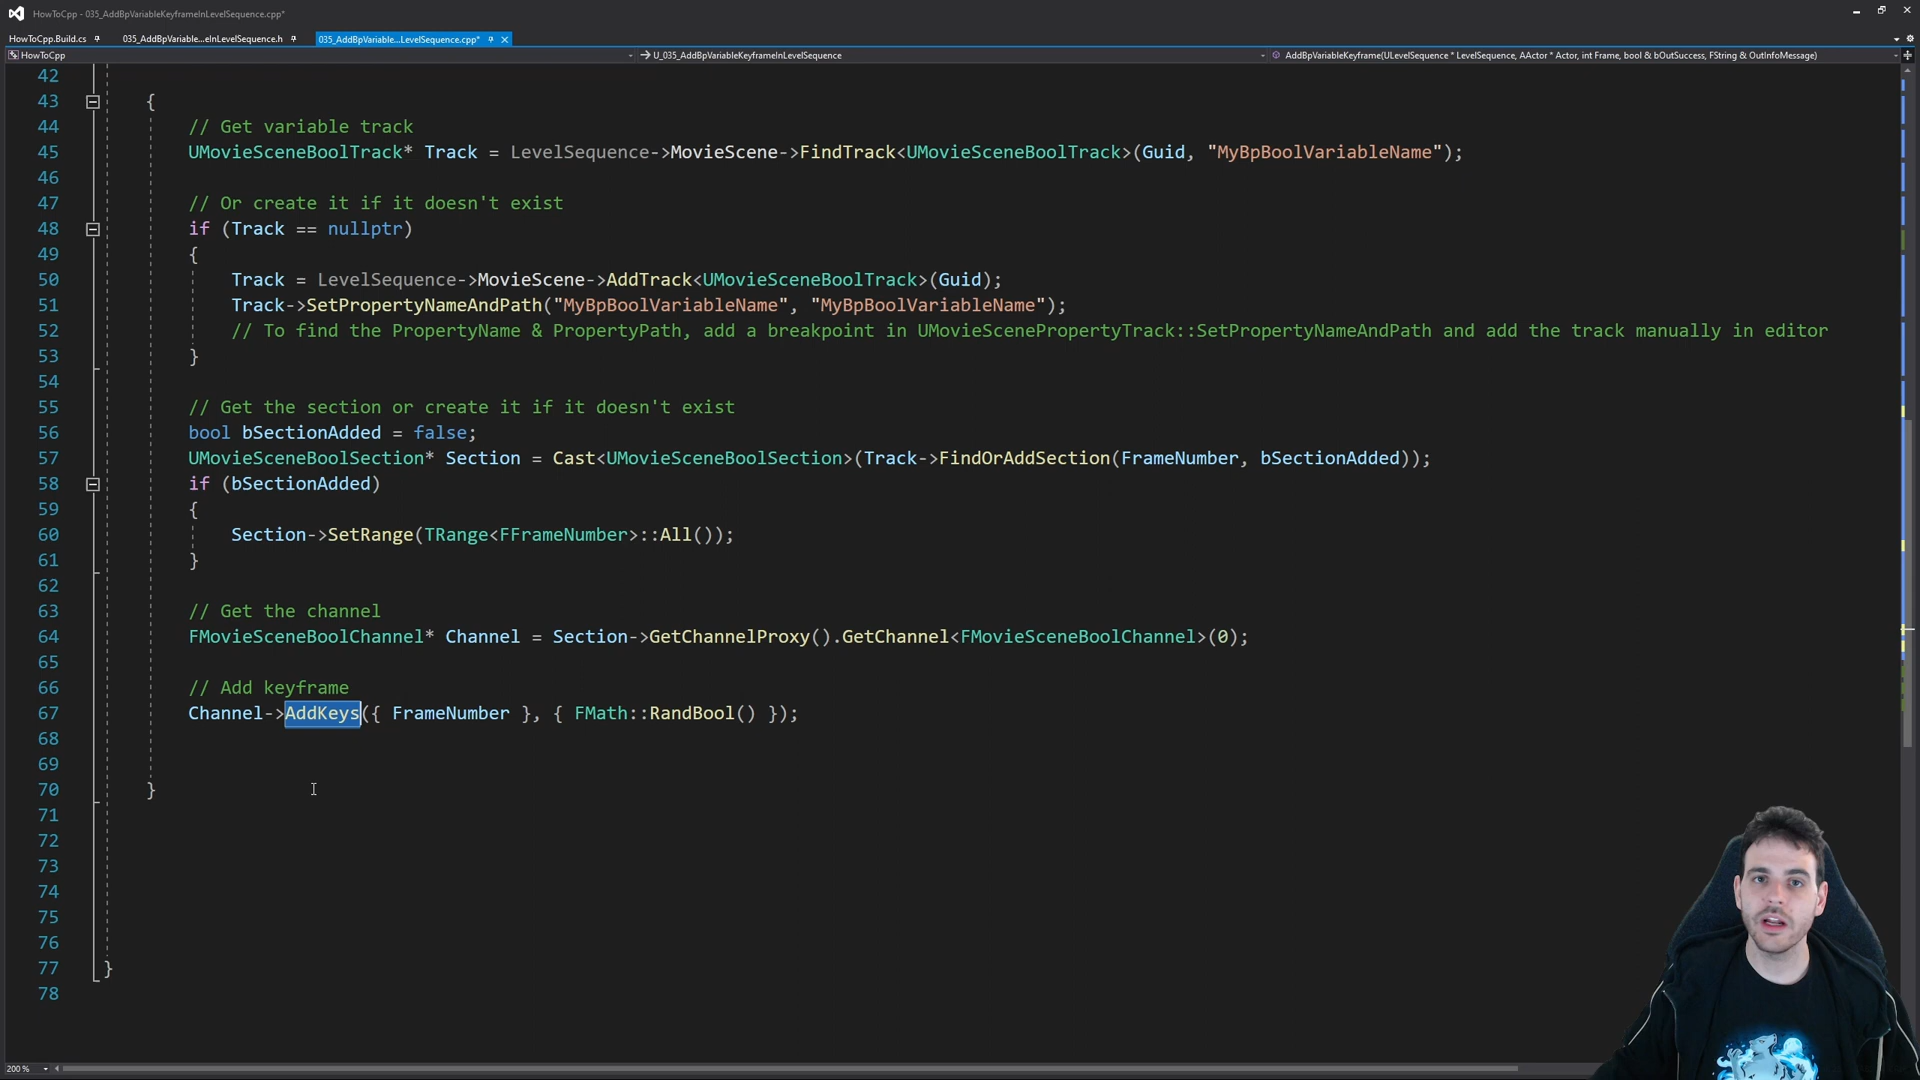 HowToCpp - 035_AddBpVariableKeyframeInLevelSequence.cpp*
HowToCpp.Build.cs 035_AddBpVariable...eInLevelSequence.h 035_AddBpVariable...LevelSequence.cpp*
HowToCpp U_035_AddBpVariableKeyframeInLevelSequence AddBpVariableKeyframe(ULevelSequence * LevelSequence, AActor * Actor, int Frame, bool & bOutSuccess, FString & OutInfoMessage)
42
43 {
44 // Get variable track
45 UMovieSceneBoolTrack* Track = LevelSequence->MovieScene->FindTrack<UMovieSceneBoolTrack>(Guid, "MyBpBoolVariableName");
46
47 // Or create it if it doesn't exist
48 if (Track == nullptr)
49 {
50 Track = LevelSequence->MovieScene->AddTrack<UMovieSceneBoolTrack>(Guid);
51 Track->SetPropertyNameAndPath("MyBpBoolVariableName", "MyBpBoolVariableName");
52 // To find the PropertyName & PropertyPath, add a breakpoint in UMovieScenePropertyTrack::SetPropertyNameAndPath and add the track manually in editor
53 }
54
55 // Get the section or create it if it doesn't exist
56 bool bSectionAdded = false;
57 UMovieSceneBoolSection* Section = Cast<UMovieSceneBoolSection>(Track->FindOrAddSection(FrameNumber, bSectionAdded));
58 if (bSectionAdded)
59 {
60 Section->SetRange(TRange<FFrameNumber>::All());
61 }
62
63 // Get the channel
64 FMovieSceneBoolChannel* Channel = Section->GetChannelProxy().GetChannel<FMovieSceneBoolChannel>(0);
65
66 // Add keyframe
67 Channel->AddKeys({ FrameNumber }, { FMath::RandBool() });
68
69
70 }
71
72
73
74
75
76
77 }
78
200 %